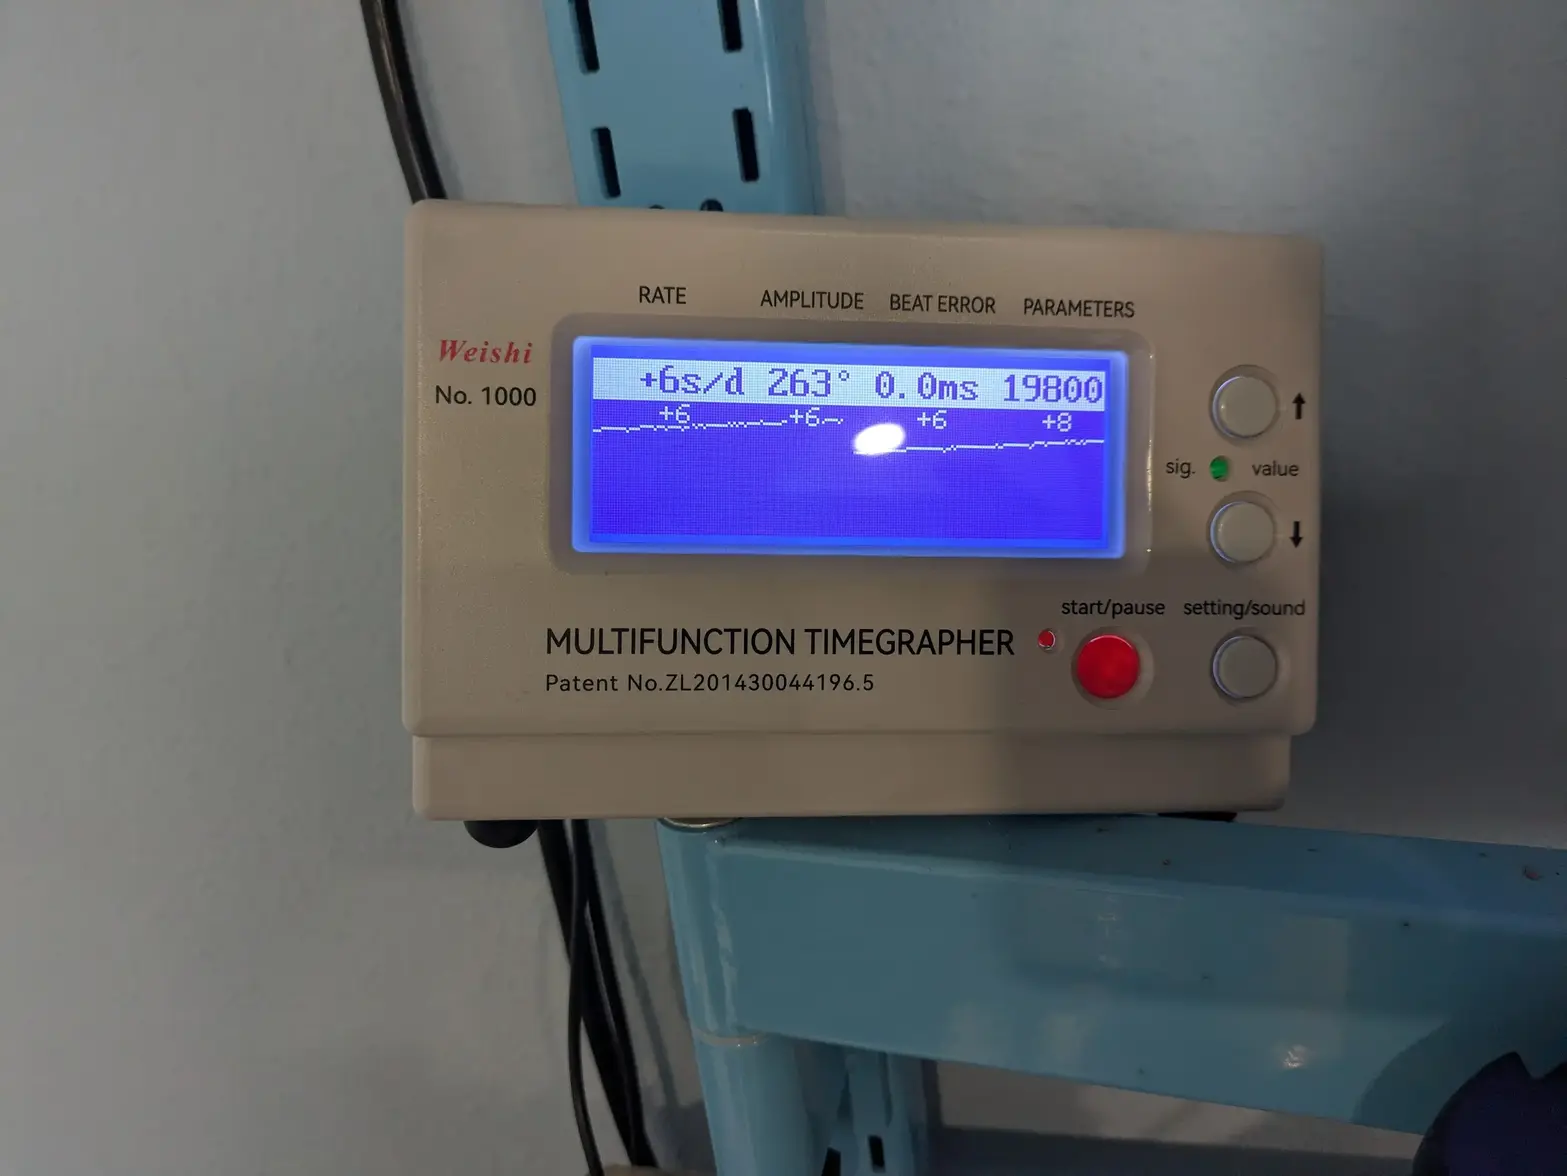 RATE AMPLITUDE BEAT ERROR PARAMETERS
Weishi
No. 1000
+6s/d 263° 0.0ms 19800
+6 +6 +6 +8
↑
sig. value
↓
start/pause setting/sound
MULTIFUNCTION TIMEGRAPHER
Patent No.ZL201430044196.5